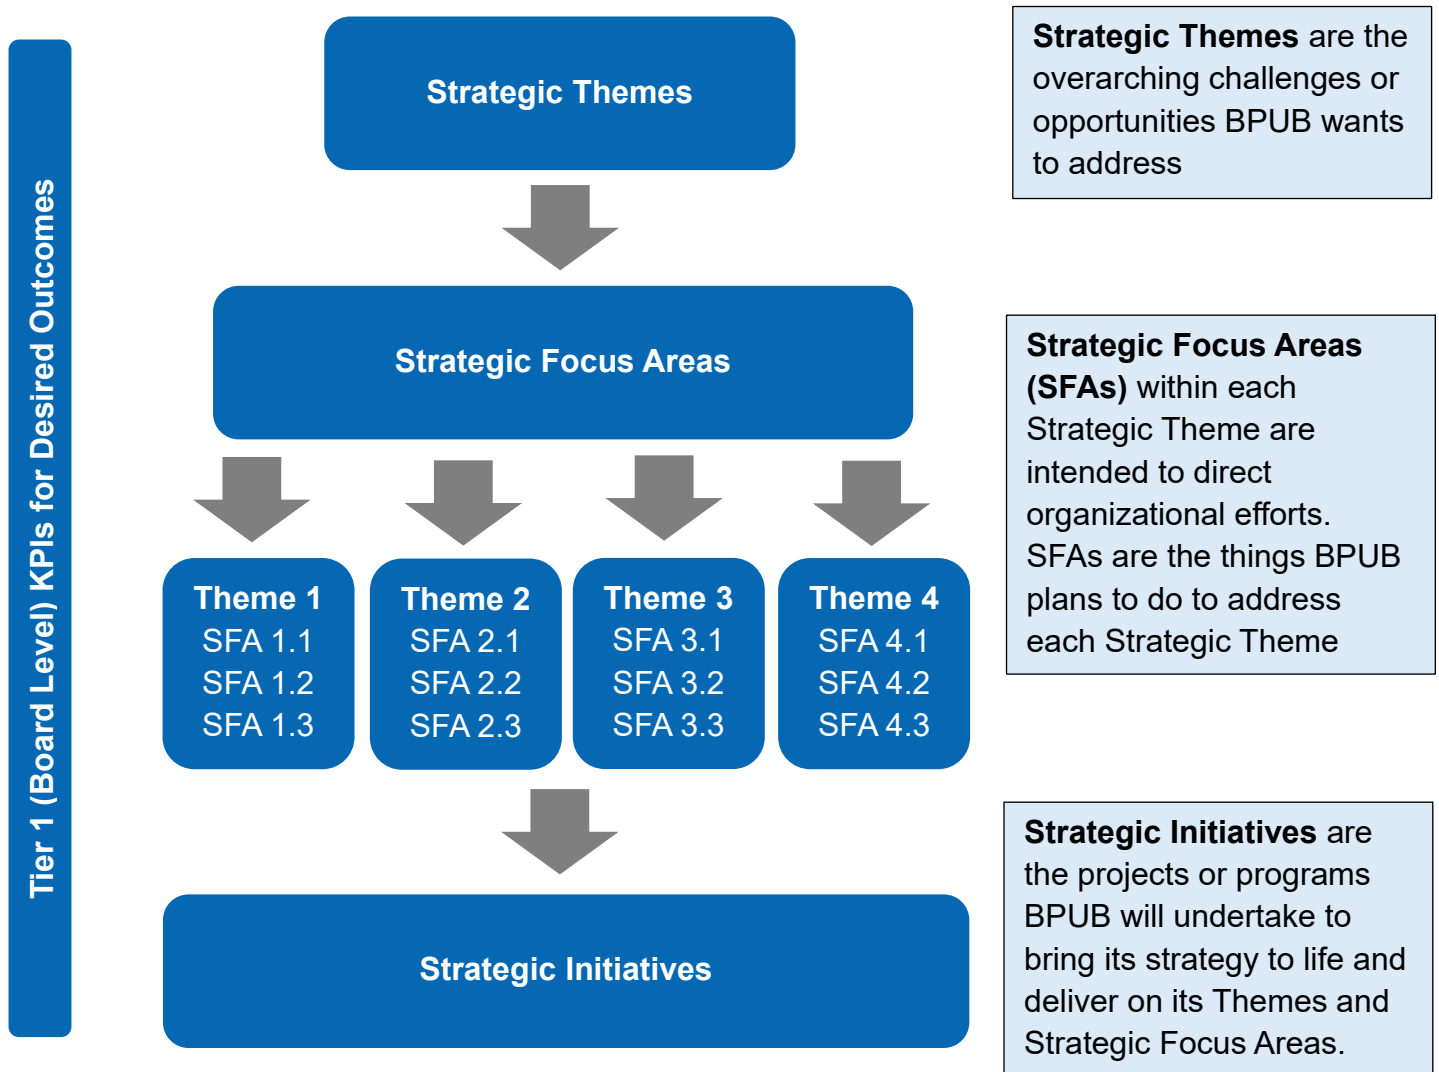 Tier 1 (Board Level) KPIs for Desired Outcomes
Strategic Themes
Strategic Themes are the
overarching challenges or
opportunities BPUB wants
to address
Strategic Focus Areas
Strategic Focus Areas
(SFAs) within each
Strategic Theme are
intended to direct
organizational efforts.
SFAs are the things BPUB
plans to do to address
each Strategic Theme
Theme 1
SFA 1.1
SFA 1.2
SFA 1.3
Theme 2
SFA 2.1
SFA 2.2
SFA 2.3
Theme 3
SFA 3.1
SFA 3.2
SFA 3.3
Theme 4
SFA 4.1
SFA 4.2
SFA 4.3
Strategic Initiatives
Strategic Initiatives are
the projects or programs
BPUB will undertake to
bring its strategy to life and
deliver on its Themes and
Strategic Focus Areas.